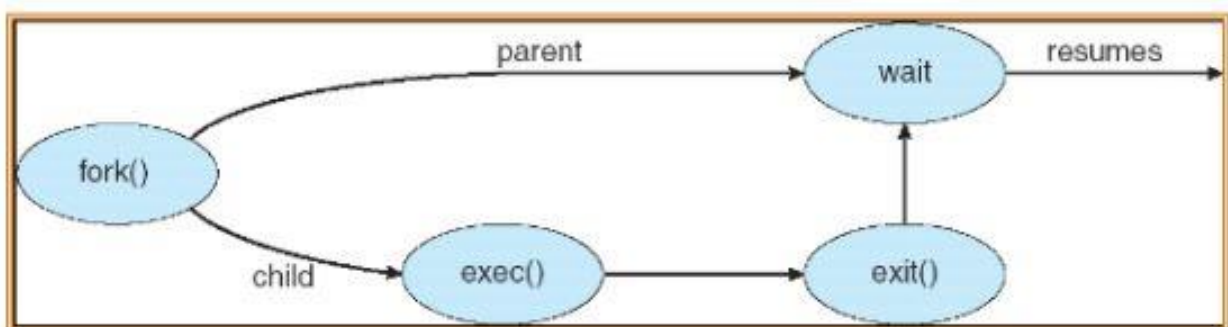 parent
resumes
wait
fork()
child
exec()
exit()